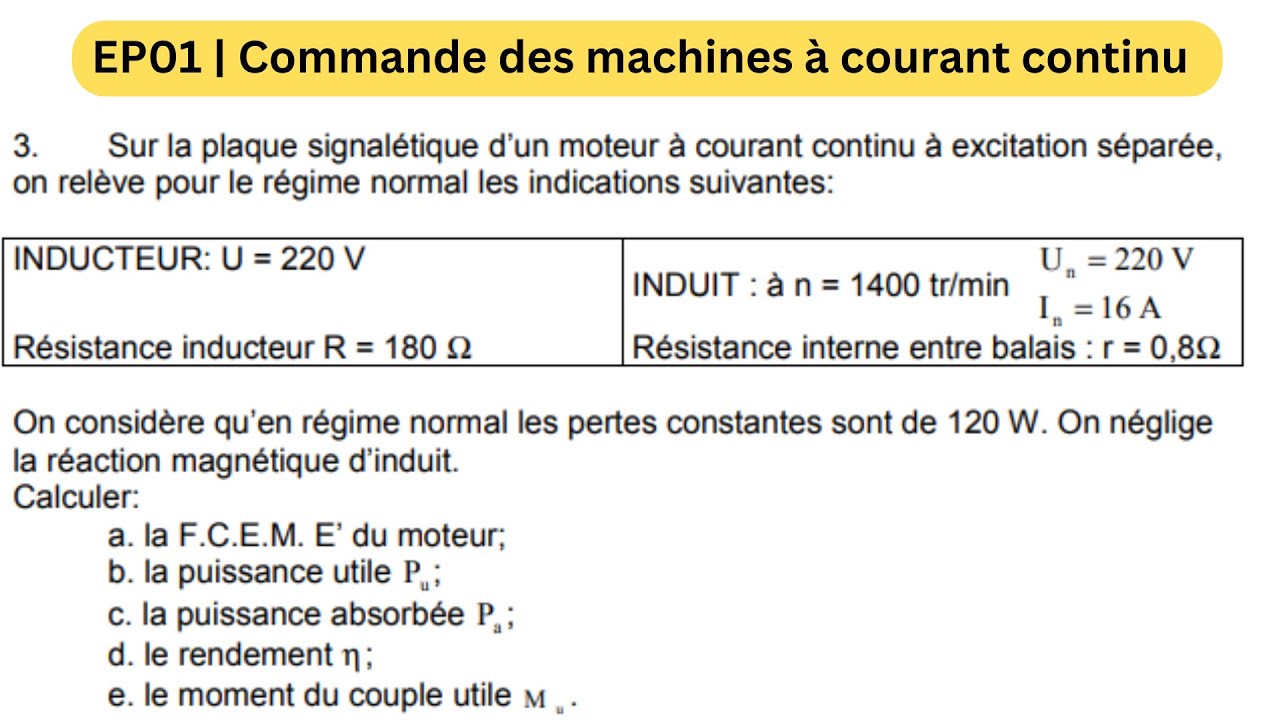 EP01 | Commande des machines à courant continu
3. Sur la plaque signalétique d'un moteur à courant continu à excitation séparée,
on relève pour le régime normal les indications suivantes:
INDUCTEUR: U = 220 V
Résistance inducteur R = 180 Ω
INDUIT : à n = 1400 tr/min
U_n = 220 V
I_n = 16 A
Résistance interne entre balais : r = 0,8Ω
On considère qu'en régime normal les pertes constantes sont de 120 W. On néglige
la réaction magnétique d'induit.
Calculer:
a. la F.C.E.M. E' du moteur;
b. la puissance utile P_u;
c. la puissance absorbée P_a;
d. le rendement η;
e. le moment du couple utile M_u.